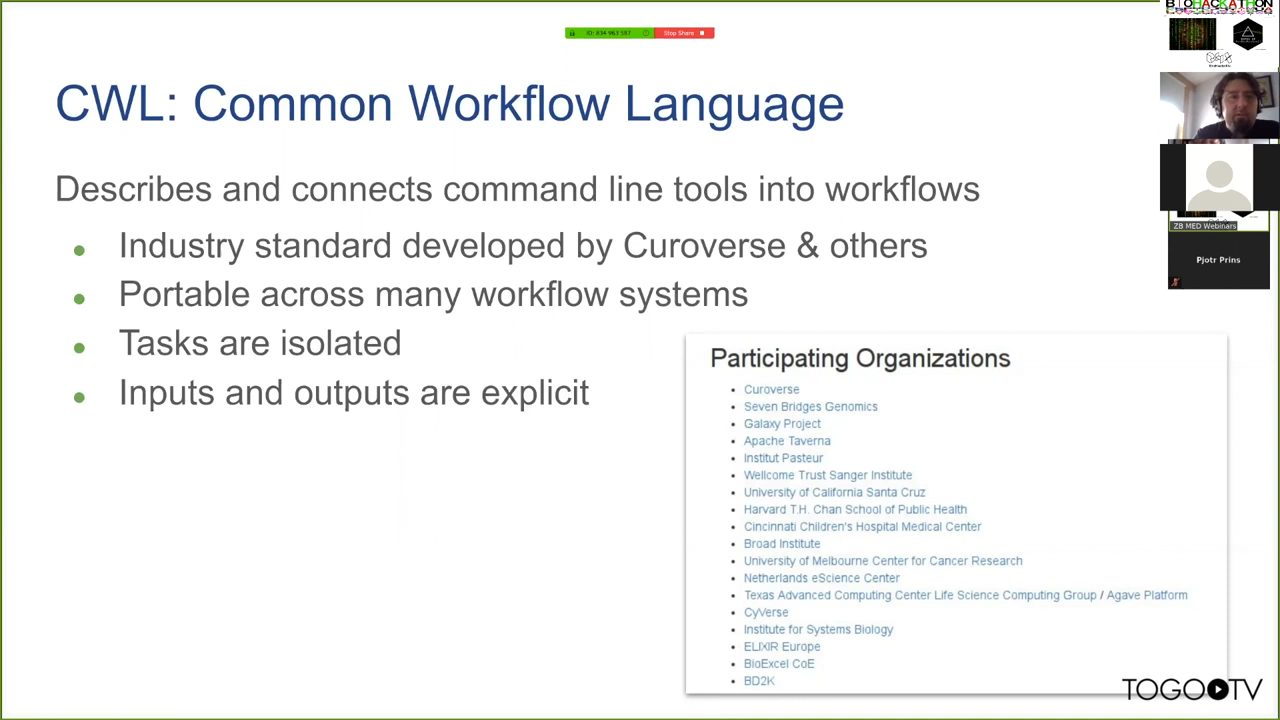 BIOHACKATHON
ID: 834 963 587
Stop Share
CWL: Common Workflow Language
Describes and connects command line tools into workflows
Industry standard developed by Curoverse & others
Portable across many workflow systems
Tasks are isolated
Inputs and outputs are explicit
ZB MED Webinars
Pjotr Prins
Participating Organizations
Curoverse
Seven Bridges Genomics
Galaxy Project
Apache Taverna
Institut Pasteur
Wellcome Trust Sanger Institute
University of California Santa Cruz
Harvard T.H. Chan School of Public Health
Cincinnati Children's Hospital Medical Center
Broad Institute
University of Melbourne Center for Cancer Research
Netherlands eScience Center
Texas Advanced Computing Center Life Science Computing Group / Agave Platform
CyVerse
Institute for Systems Biology
ELIXIR Europe
BioExcel CoE
BD2K
TOGO TV